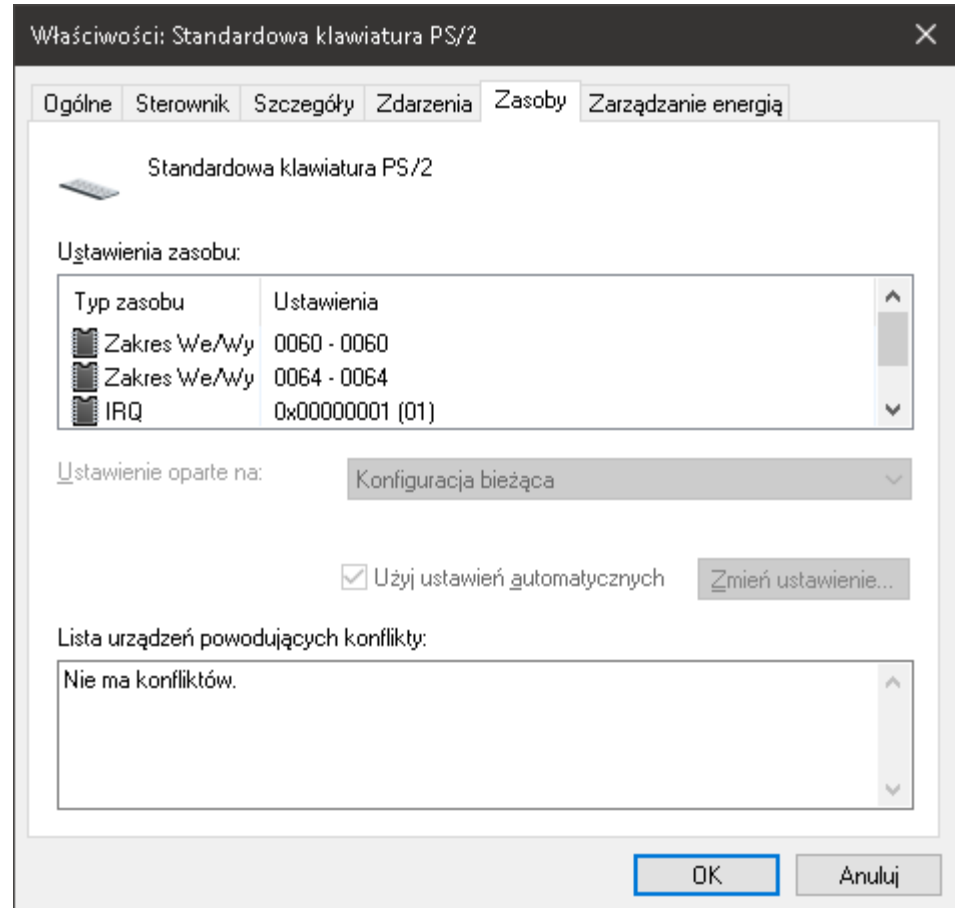 Właściwości: Standardowa klawiatura PS/2
Ogólne Sterownik Szczegóły Zdarzenia Zasoby Zarządzanie energią
Standardowa klawiatura PS/2
Ustawienia zasobu:
Typ zasobu Ustawienia
Zakres We/Wy 0060 - 0060
Zakres We/Wy 0064 - 0064
IRQ 0x00000001 (01)
Ustawienie oparte na: Konfiguracja bieżąca
Użyj ustawień automatycznych Zmień ustawienie...
Lista urządzeń powodujących konflikty:
Nie ma konfliktów.
OK Anuluj